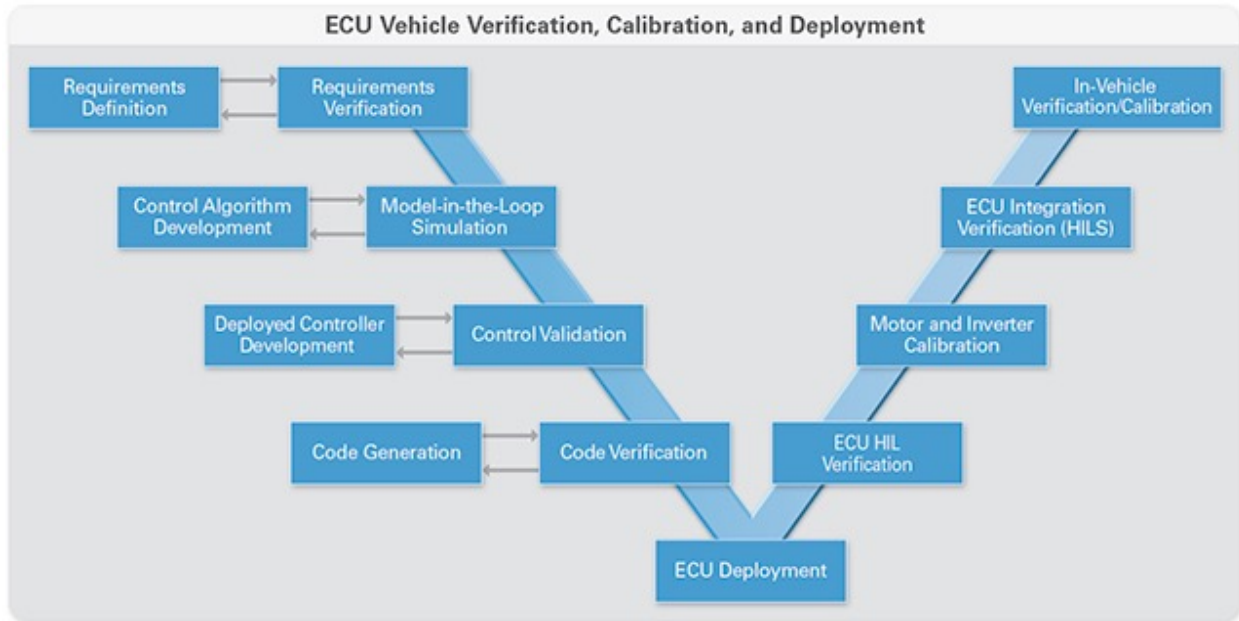 ECU Vehicle Verification, Calibration, and Deployment
Requirements
Definition
Requirements
Verification
In-Vehicle
Verification/Calibration
Control Algorithm
Development
Model-in-the-Loop
Simulation
ECU Integration
Verification (HILS)
Deployed Controller
Development
Control Validation
Motor and Inverter
Calibration
Code Generation
Code Verification
ECU HIL
Verification
ECU Deployment